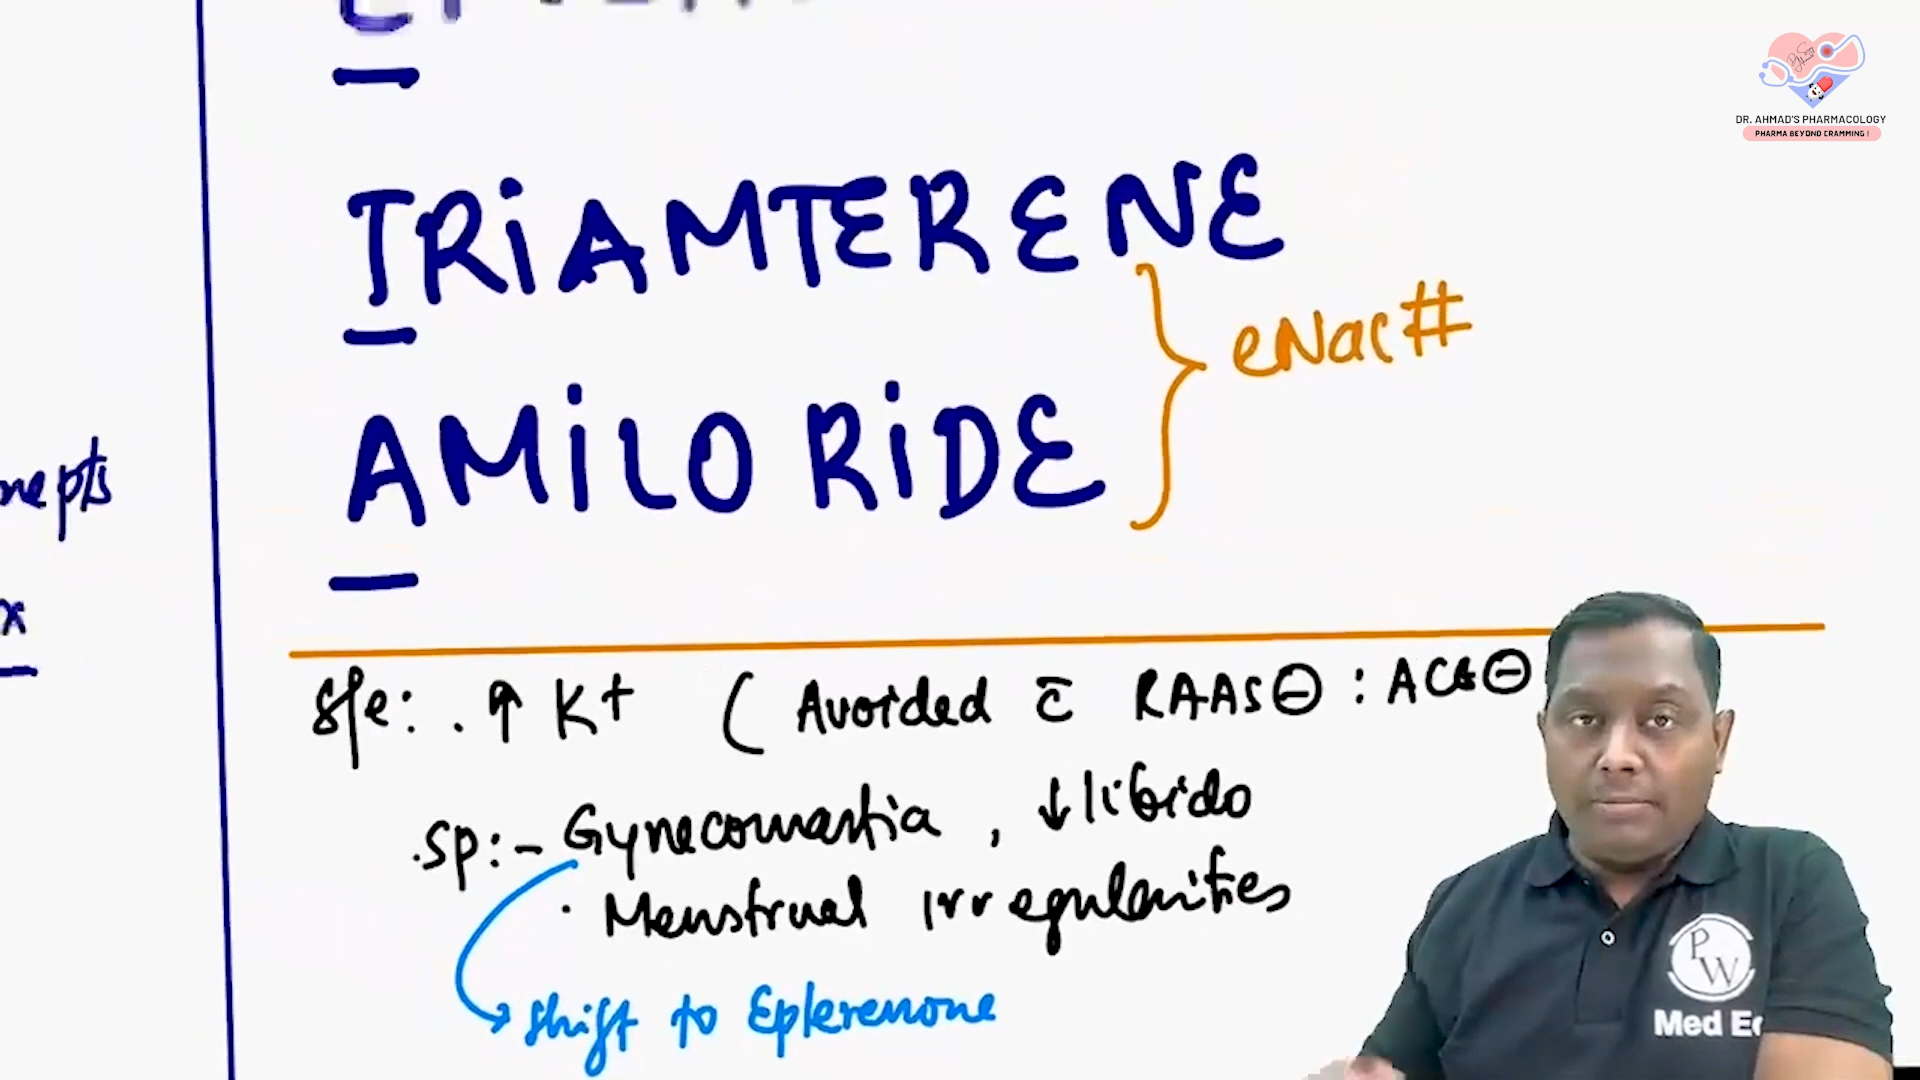 DR. AHMAD'S PHARMACOLOGY
PHARMA BEYOND CRAMMING !
TRiAMTERENE
eNac#
AMiLORiDE
x
S/e: . ↑ K+ ( Avoided c̄ RAAS⊖ : ACE⊖
.SP:- Gynecomastia , ↓libido
· Menstrual irregularities
shift to Eplerenone
PW
Med Ed